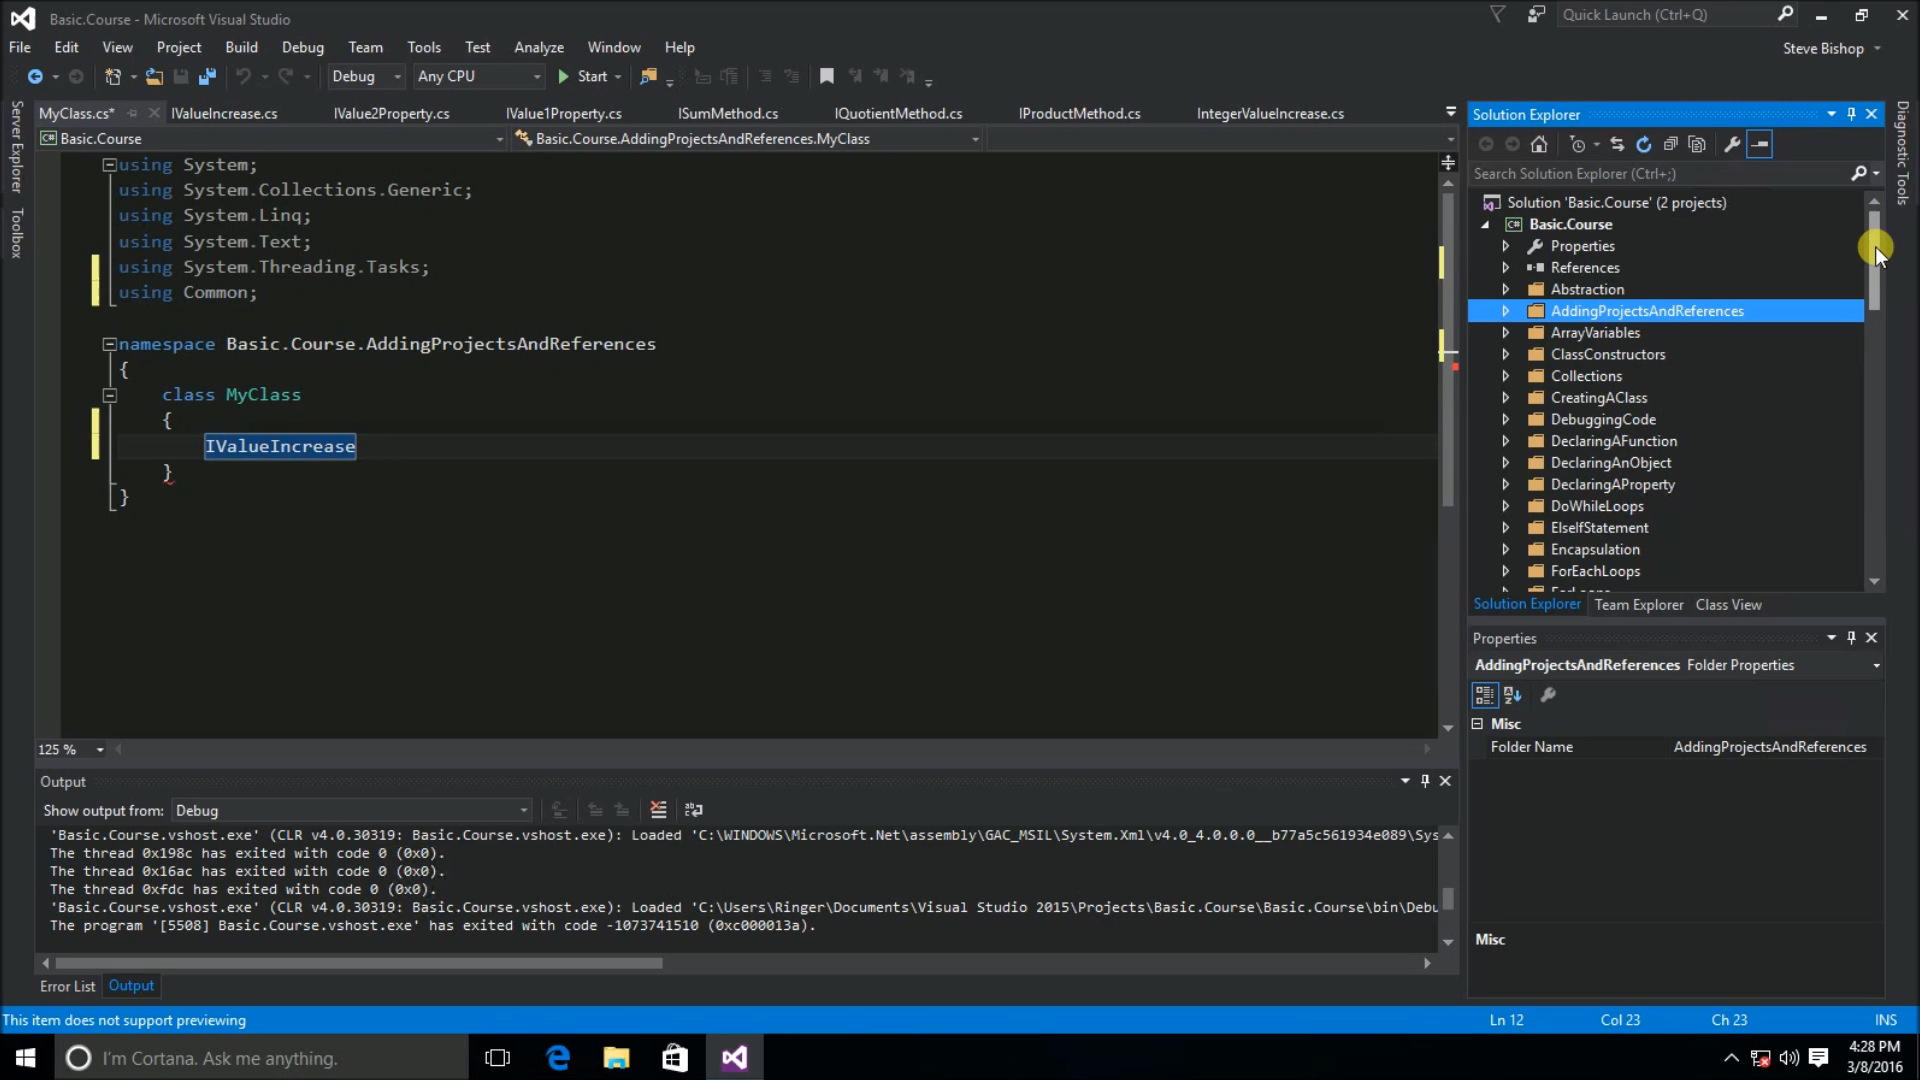 Basic.Course - Microsoft Visual Studio
Quick Launch (Ctrl+Q)
File Edit View Project Build Debug Team Tools Test Analyze Window Help
Steve Bishop
Debug Any CPU Start
Server Explorer
Toolbox
MyClass.cs* IValueIncrease.cs IValue2Property.cs IValue1Property.cs ISumMethod.cs IQuotientMethod.cs IProductMethod.cs IntegerValueIncrease.cs
Basic.Course Basic.Course.AddingProjectsAndReferences.MyClass
using System;
using System.Collections.Generic;
using System.Linq;
using System.Text;
using System.Threading.Tasks;
using Common;
namespace Basic.Course.AddingProjectsAndReferences
{
class MyClass
{
IValueIncrease
}
}
125 %
Output
Show output from: Debug
'Basic.Course.vshost.exe' (CLR v4.0.30319: Basic.Course.vshost.exe): Loaded 'C:\WINDOWS\Microsoft.Net\assembly\GAC_MSIL\System.Xml\v4.0_4.0.0.0__b77a5c561934e089\Sys
The thread 0x198c has exited with code 0 (0x0).
The thread 0x16ac has exited with code 0 (0x0).
The thread 0xfdc has exited with code 0 (0x0).
'Basic.Course.vshost.exe' (CLR v4.0.30319: Basic.Course.vshost.exe): Loaded 'C:\Users\Ringer\Documents\Visual Studio 2015\Projects\Basic.Course\Basic.Course\bin\Debu
The program '[5508] Basic.Course.vshost.exe' has exited with code -1073741510 (0xc000013a).
Error List Output
Solution Explorer
Search Solution Explorer (Ctrl+;)
Solution 'Basic.Course' (2 projects)
Basic.Course
Properties
References
Abstraction
AddingProjectsAndReferences
ArrayVariables
ClassConstructors
Collections
CreatingAClass
DebuggingCode
DeclaringAFunction
DeclaringAnObject
DeclaringAProperty
DoWhileLoops
ElseIfStatement
Encapsulation
ForEachLoops
Solution Explorer Team Explorer Class View
Properties
AddingProjectsAndReferences Folder Properties
Misc
Folder Name AddingProjectsAndReferences
Misc
Diagnostic Tools
This item does not support previewing
Ln 12 Col 23 Ch 23 INS
I'm Cortana. Ask me anything.
4:28 PM
3/8/2016